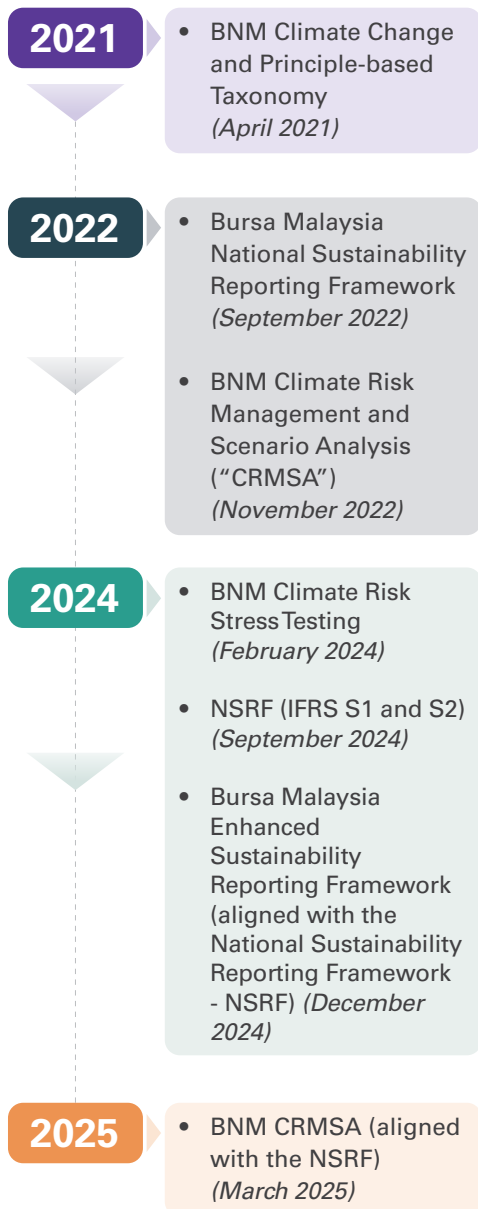 2021
• BNM Climate Change
and Principle-based
Taxonomy
(April 2021)
2022
• Bursa Malaysia
National Sustainability
Reporting Framework
(September 2022)
• BNM Climate Risk
Management and
Scenario Analysis
(“CRMSA”)
(November 2022)
2024
• BNM Climate Risk
Stress Testing
(February 2024)
• NSRF (IFRS S1 and S2)
(September 2024)
• Bursa Malaysia
Enhanced
Sustainability
Reporting Framework
(aligned with the
National Sustainability
Reporting Framework
- NSRF) (December
2024)
2025
• BNM CRMSA (aligned
with the NSRF)
(March 2025)